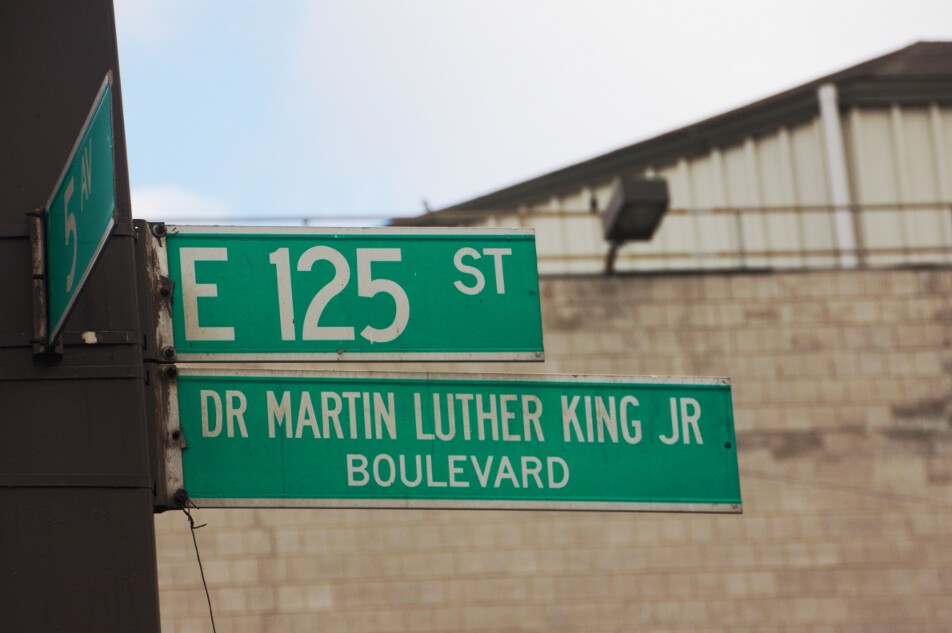 5 AV
E 125 ST
DR MARTIN LUTHER KING JR
BOULEVARD